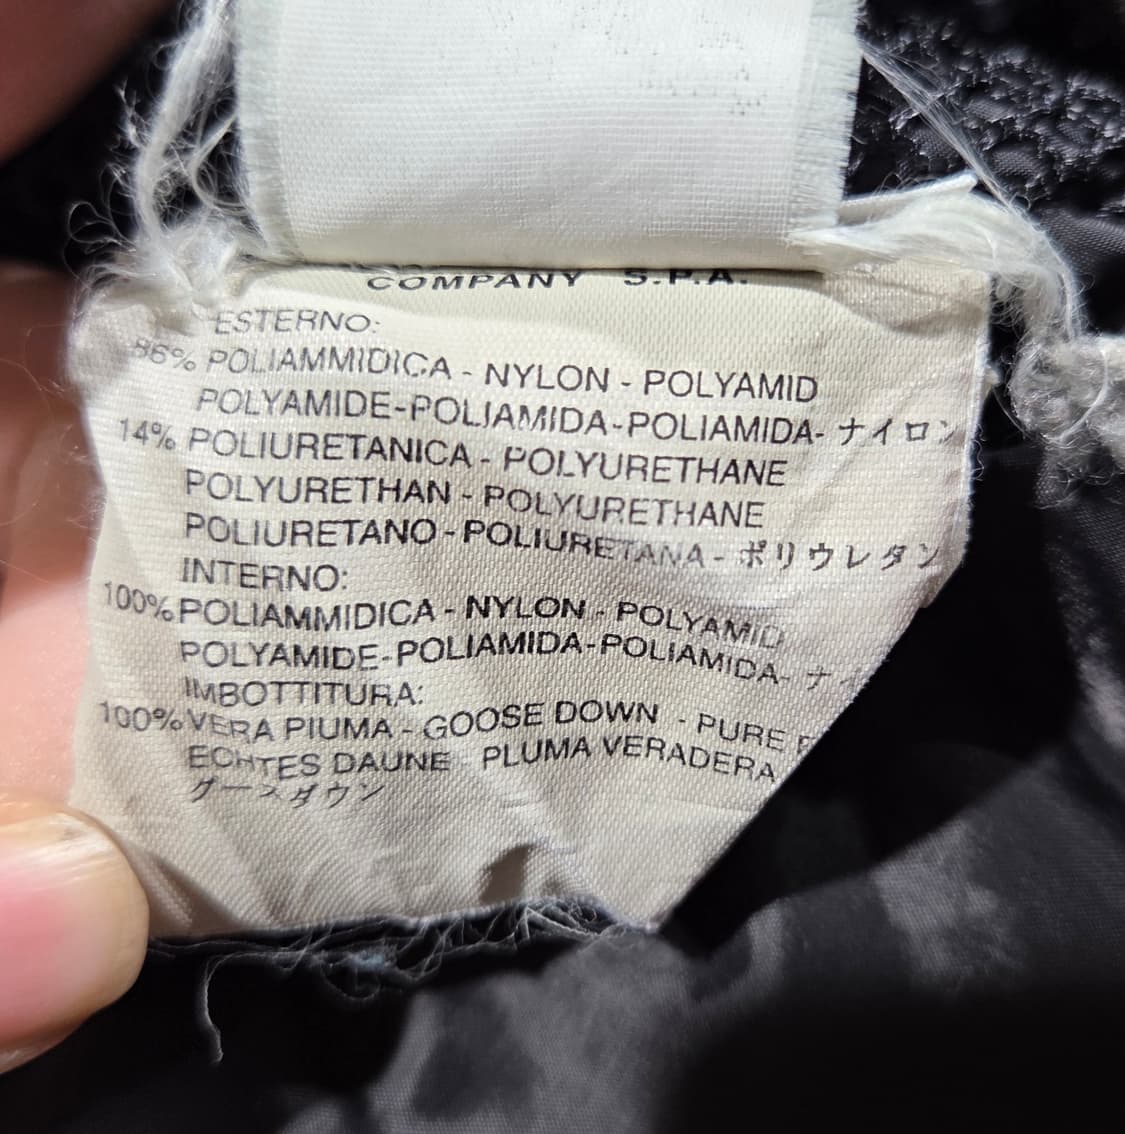 COMPANY S.P.A.
ESTERNO:
86% POLIAMMIDICA - NYLON - POLYAMID
POLYAMIDE-POLIAMIDA-POLIAMIDA- ナイロン
14% POLIURETANICA - POLYURETHANE
POLYURETHAN - POLYURETHANE
POLIURETANO - POLIURETANA - ポリウレタン
INTERNO:
100% POLIAMMIDICA - NYLON - POLYAMID
POLYAMIDE-POLIAMIDA-POLIAMIDA- ナイ
IMBOTTITURA:
100% VERA PIUMA - GOOSE DOWN - PURE
ECHTES DAUNE PLUMA VERADERA
グースダウン